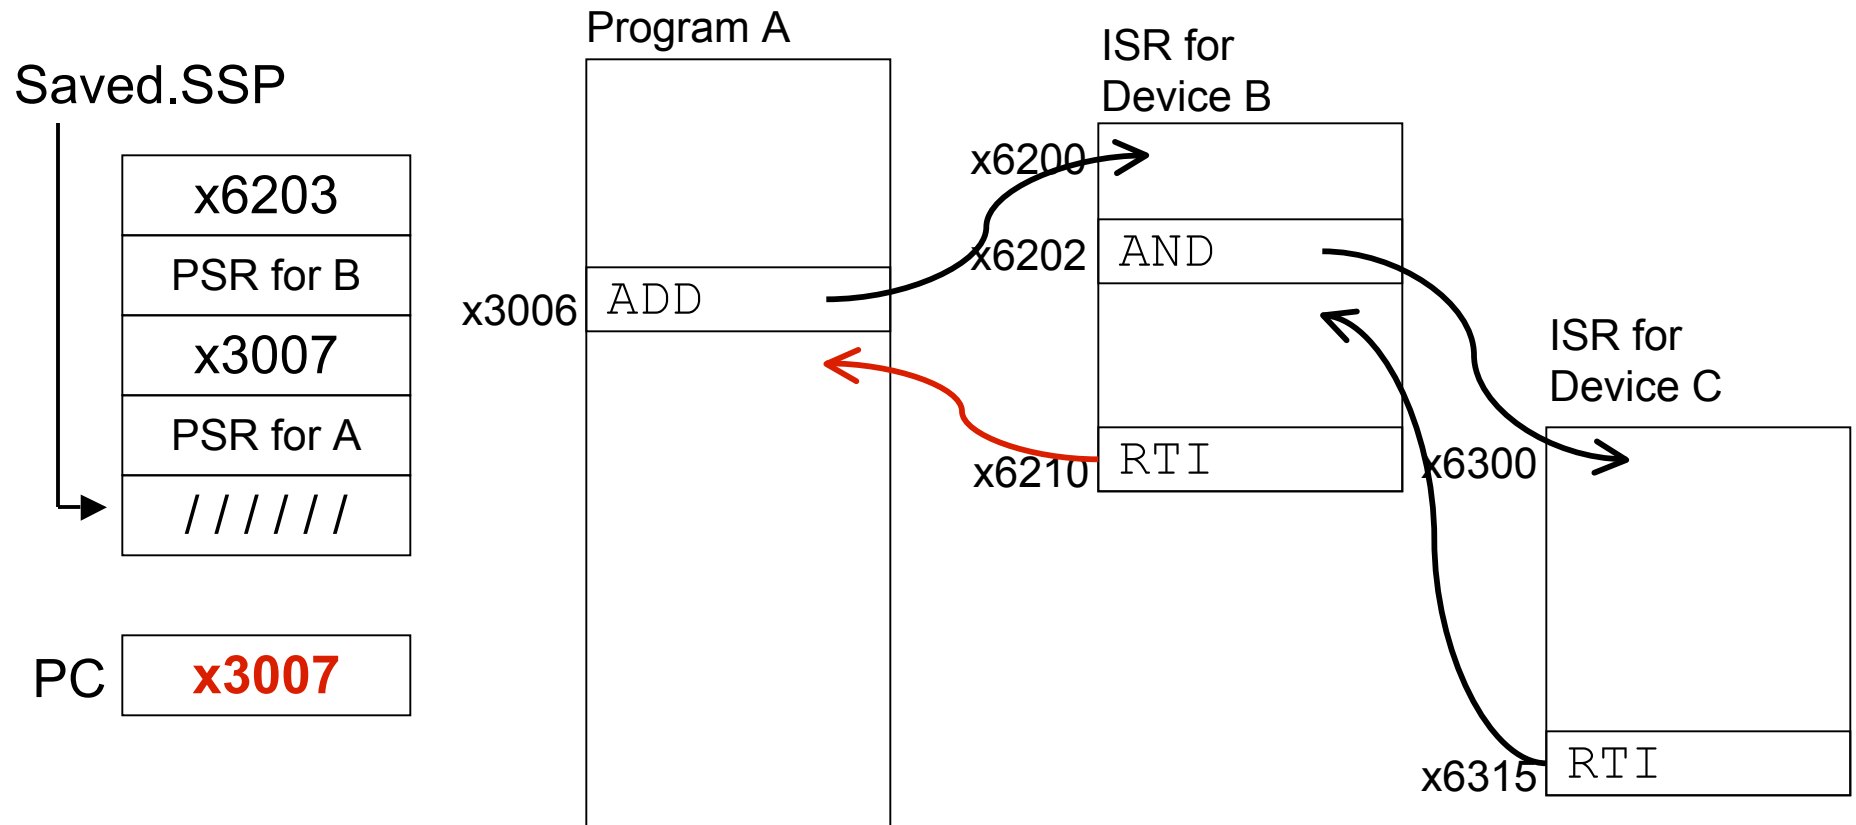 Saved.SSP
x6203
PSR for B
x3007
PSR for A
/ / / / / /
PC
x3007
Program A
x3006
ADD
ISR for
Device B
x6200
x6202
AND
x6210
RTI
ISR for
Device C
x6300
x6315
RTI